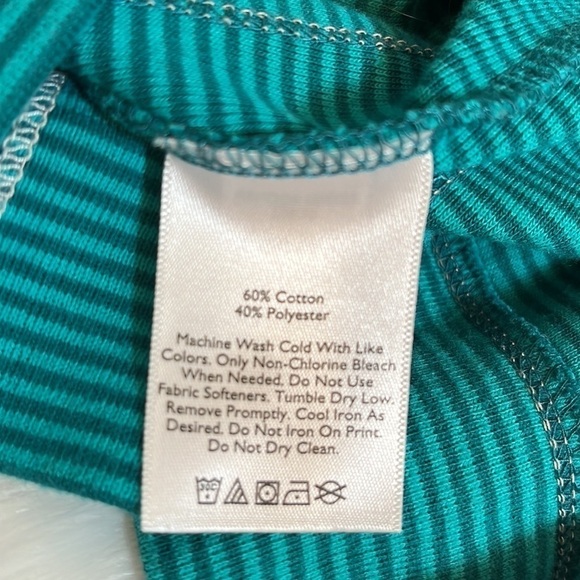 60% Cotton
40% Polyester
Machine Wash Cold With Like
Colors. Only Non-Chlorine Bleach
When Needed. Do Not Use
Fabric Softeners. Tumble Dry Low.
Remove Promptly. Cool Iron As
Desired. Do Not Iron On Print.
Do Not Dry Clean.
30C